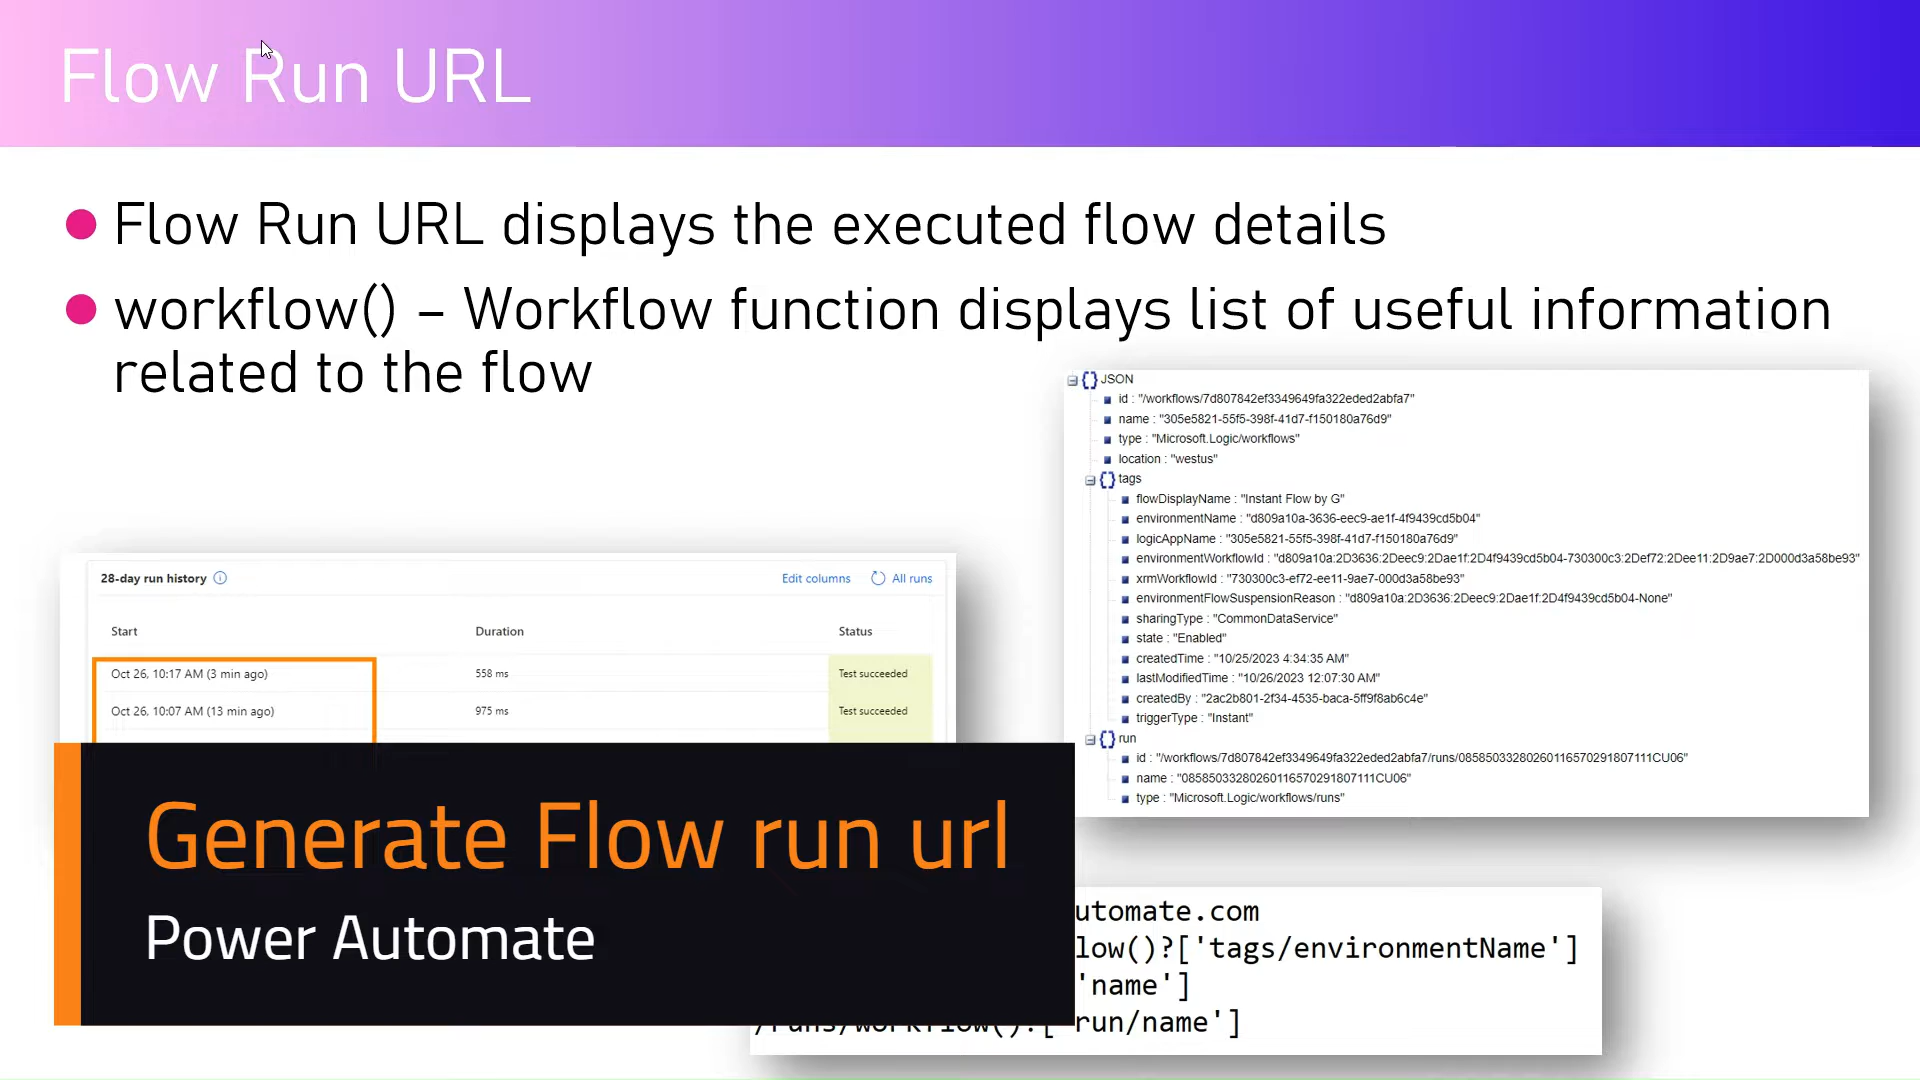 Flow Run URL
Flow Run URL displays the executed flow details
workflow() – Workflow function displays list of useful information
related to the flow
JSON
id : "/workflows/7d807842ef3349649fa322eded2abfa7"
name : "305e5821-55f5-398f-41d7-f150180a76d9"
type : "Microsoft.Logic/workflows"
location : "westus"
tags
flowDisplayName : "Instant Flow by G"
environmentName : "d809a10a-3636-eec9-ae1f-4f9439cd5b04"
logicAppName : "305e5821-55f5-398f-41d7-f150180a76d9"
environmentWorkflowId : "d809a10a:2D3636:2Deec9:2Dae1f:2D4f9439cd5b04-730300c3:2Def72:2Dee11:2D9ae7:2D000d3a58be93"
xrmWorkflowId : "730300c3-ef72-ee11-9ae7-000d3a58be93"
environmentFlowSuspensionReason : "d809a10a:2D3636:2Deec9:2Dae1f:2D4f9439cd5b04-None"
sharingType : "CommonDataService"
state : "Enabled"
createdTime : "10/25/2023 4:34:35 AM"
lastModifiedTime : "10/26/2023 12:07:30 AM"
createdBy : "2ac2b801-2f34-4535-baca-5ff9f8ab6c4e"
triggerType : "Instant"
run
id : "/workflows/7d807842ef3349649fa322eded2abfa7/runs/08585033280260116570291807111CU06"
name : "08585033280260116570291807111CU06"
type : "Microsoft.Logic/workflows/runs"
28-day run history Edit columns All runs
Start Duration Status
Oct 26, 10:17 AM (3 min ago) 558 ms Test succeeded
Oct 26, 10:07 AM (13 min ago) 975 ms Test succeeded
Generate Flow run url
Power Automate
utomate.com
low()?['tags/environmentName']
'name']
/runs/workflow()?['run/name']